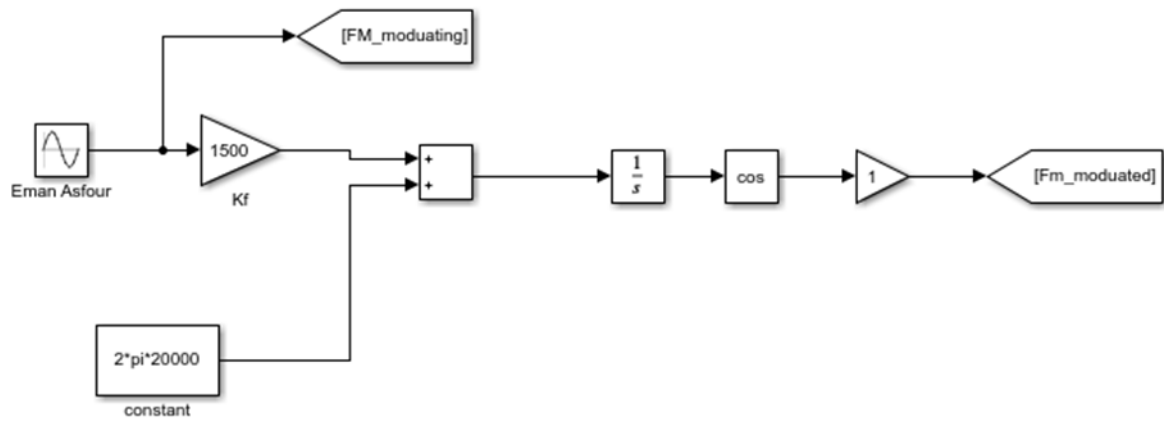 [FM_moduating]
Eman Asfour
1500
Kf
+
+
1
s
cos
1
[Fm_moduated]
2*pi*20000
constant